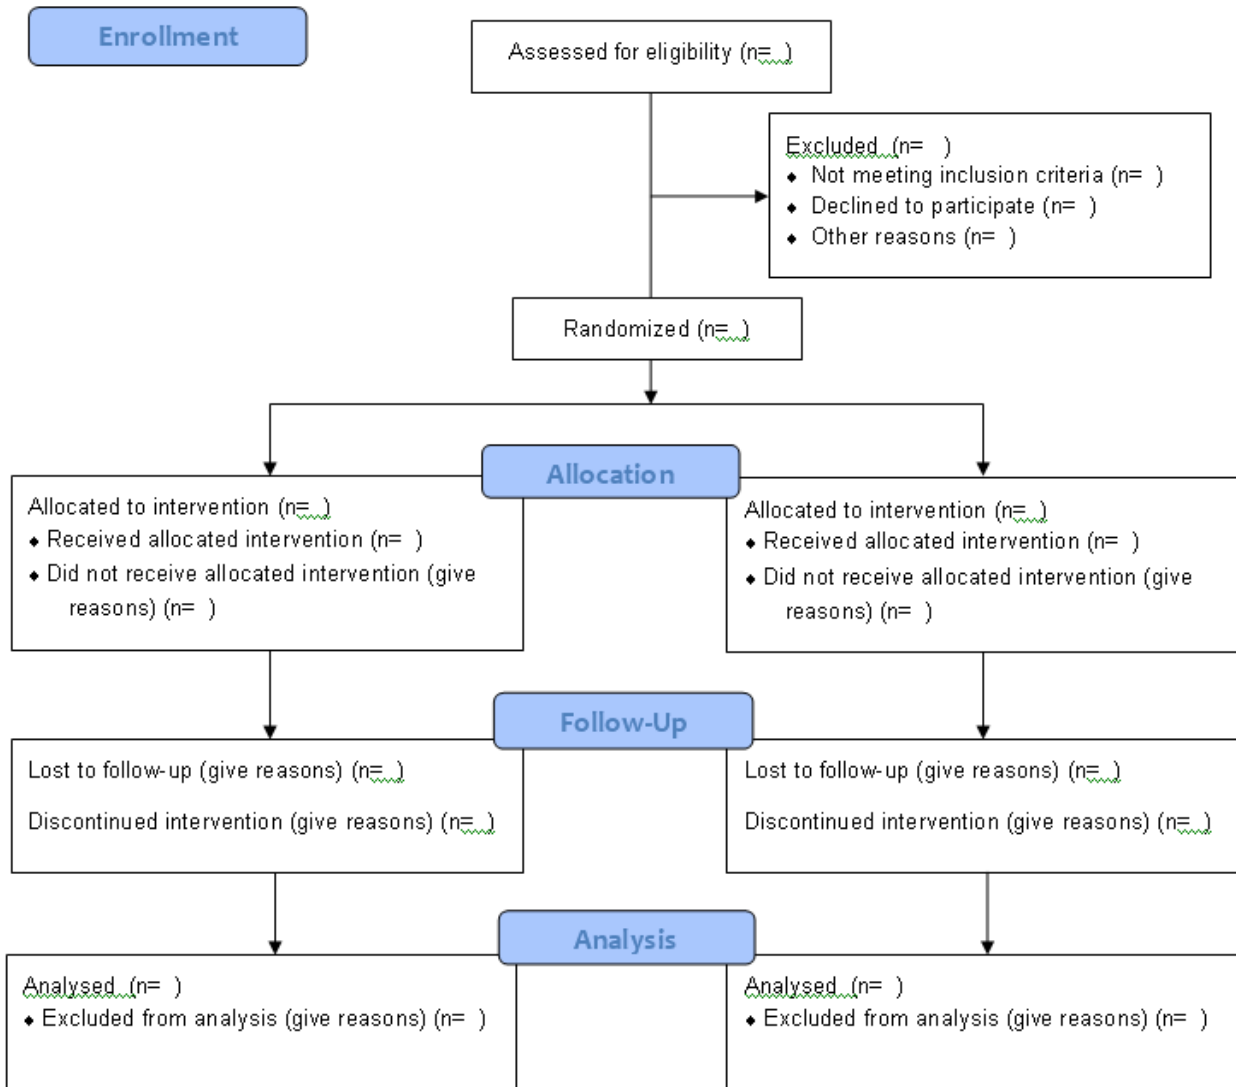 Enrollment
Assessed for eligibility (n=  )
Excluded  (n=  )
♦ Not meeting inclusion criteria (n=  )
♦ Declined to participate (n=  )
♦ Other reasons (n=  )
Randomized (n=  )
Allocation
Allocated to intervention (n=  )
♦ Received allocated intervention (n=  )
♦ Did not receive allocated intervention (give
reasons) (n=  )
Allocated to intervention (n=  )
♦ Received allocated intervention (n=  )
♦ Did not receive allocated intervention (give
reasons) (n=  )
Follow-Up
Lost to follow-up (give reasons) (n=  )
Discontinued intervention (give reasons) (n=  )
Lost to follow-up (give reasons) (n=  )
Discontinued intervention (give reasons) (n=  )
Analysis
Analysed  (n=  )
♦ Excluded from analysis (give reasons) (n=  )
Analysed  (n=  )
♦ Excluded from analysis (give reasons) (n=  )